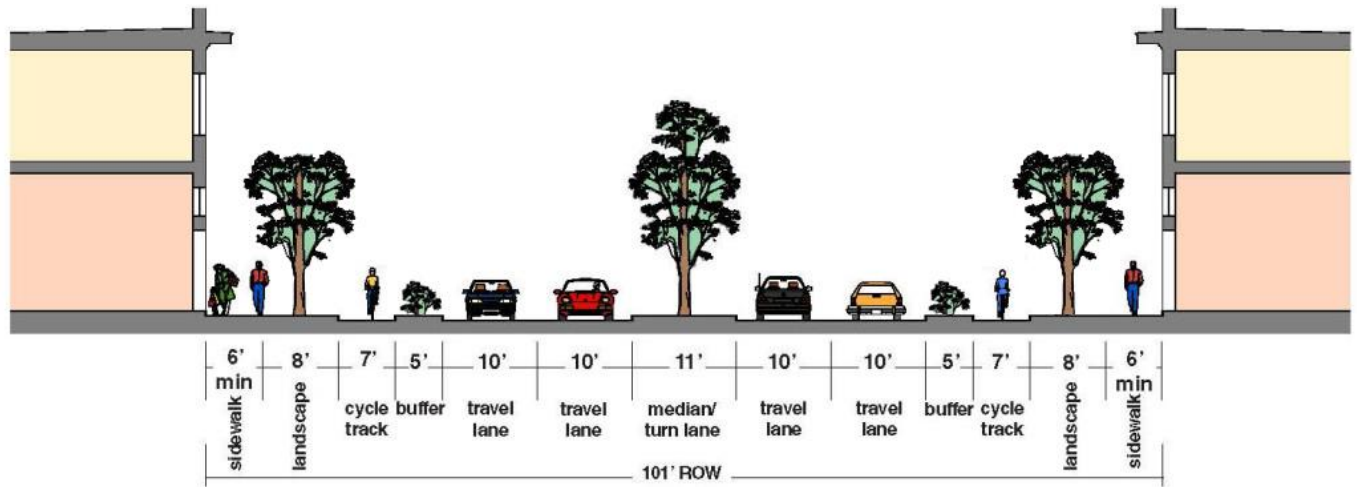 6' 8' 7' 5' 10' 10' 11' 10' 10' 5' 7' 8' 6'
min min
sidewalk
landscape
cycle buffer travel travel median/ travel travel buffer cycle
track lane lane turn lane lane lane track
landscape
sidewalk
101' ROW